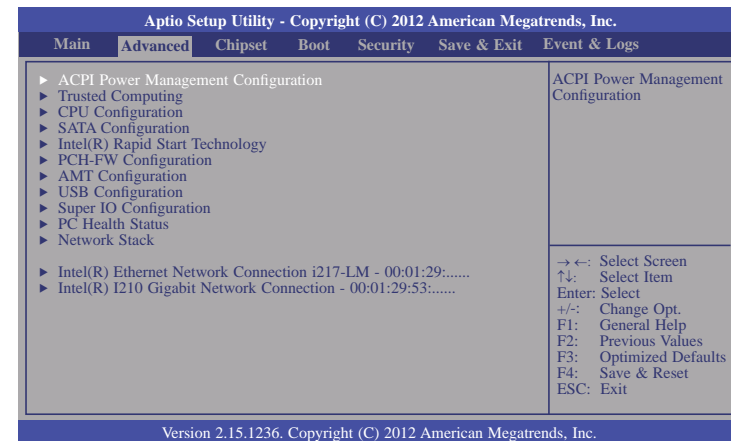 Aptio Setup Utility - Copyright (C) 2012 American Megatrends, Inc.
Main Advanced Chipset Boot Security Save & Exit Event & Logs
► ACPI Power Management Configuration
► Trusted Computing
► CPU Configuration
► SATA Configuration
► Intel(R) Rapid Start Technology
► PCH-FW Configuration
► AMT Configuration
► USB Configuration
► Super IO Configuration
► PC Health Status
► Network Stack
► Intel(R) Ethernet Network Connection i217-LM - 00:01:29:......
► Intel(R) I210 Gigabit Network Connection - 00:01:29:53:......
ACPI Power Management
Configuration
→←: Select Screen
↑↓: Select Item
Enter: Select
+/-: Change Opt.
F1: General Help
F2: Previous Values
F3: Optimized Defaults
F4: Save & Reset
ESC: Exit
Version 2.15.1236. Copyright (C) 2012 American Megatrends, Inc.